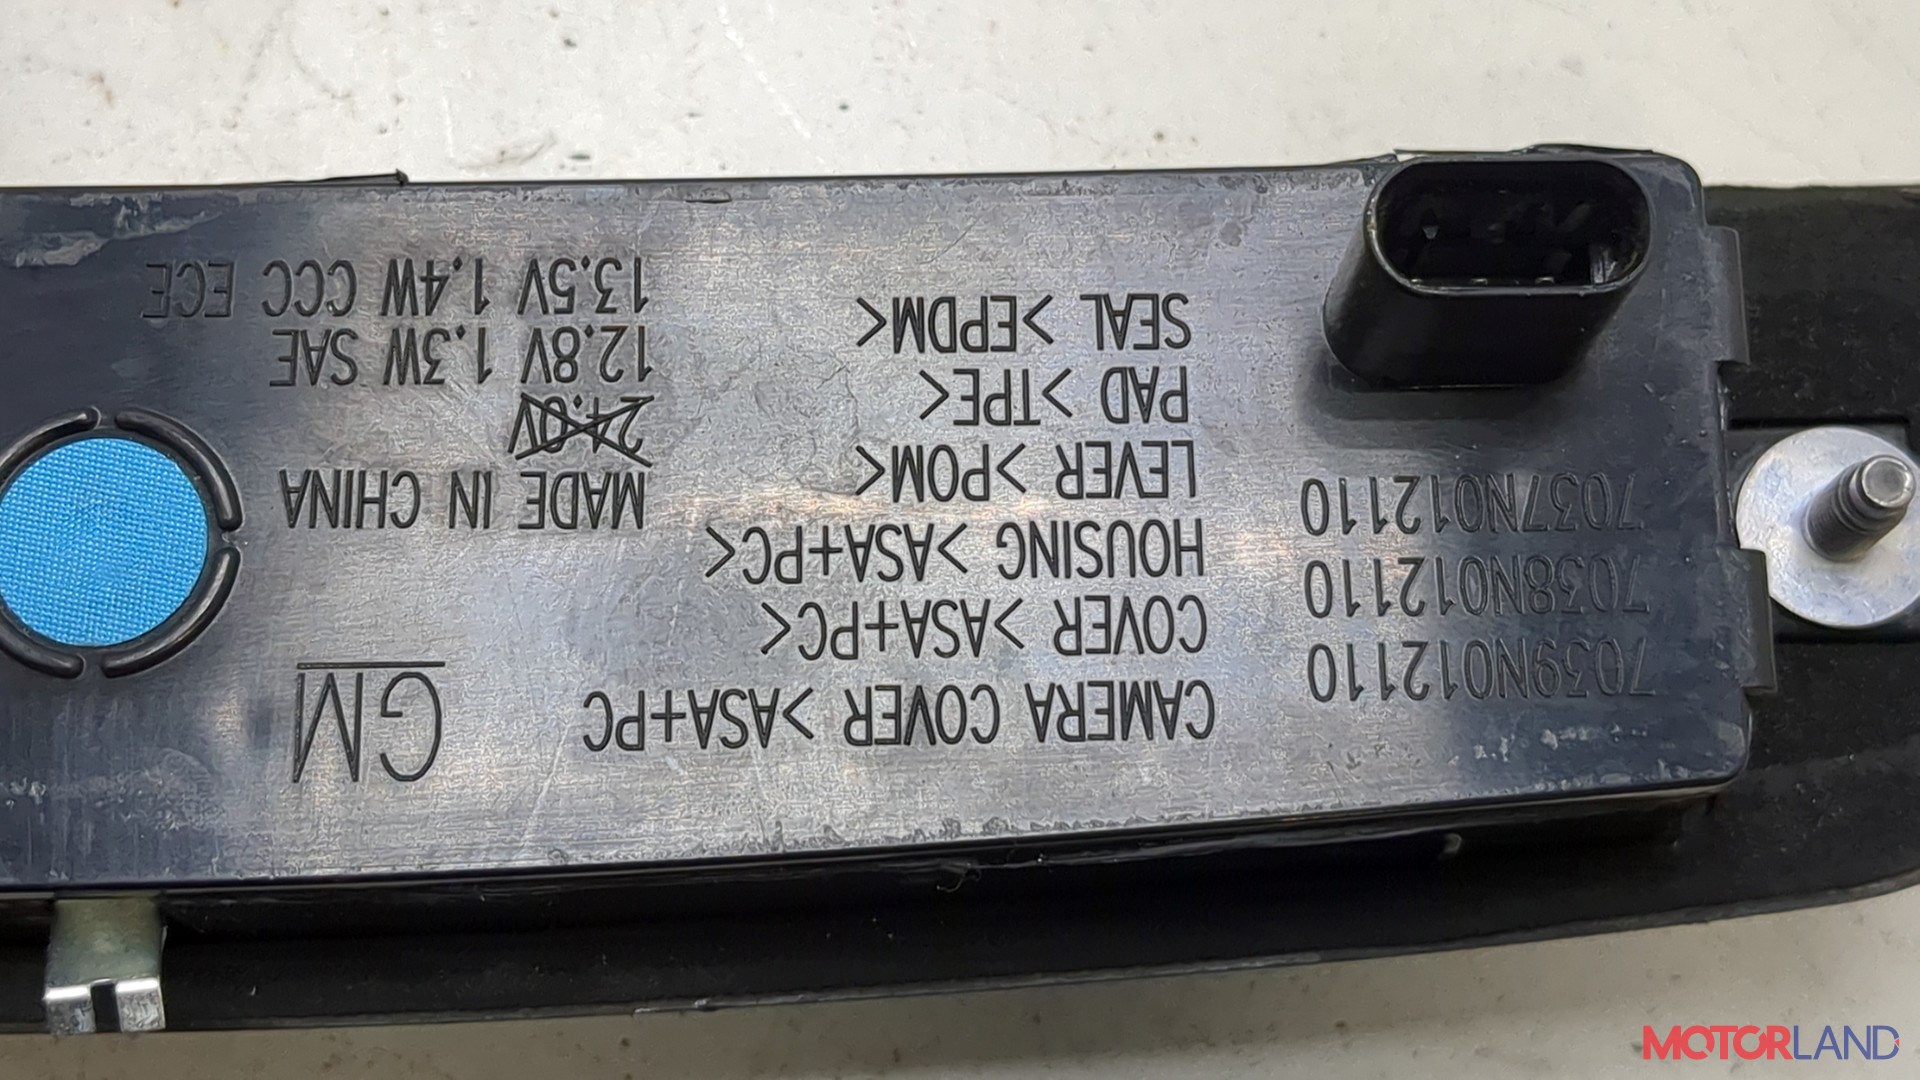 GM
CAMERA COVER >ASA+PC
COVER >ASA+PC<
HOUSING >ASA+PC<
LEVER >POM<
PAD >TPE<
SEAL >EPDM<
7039N012110
7038N012110
7037N012110
MADE IN CHINA
24.0V
12.8V 1.3W SAE
13.5V 1.4W CCC ECE
MOTORLAND